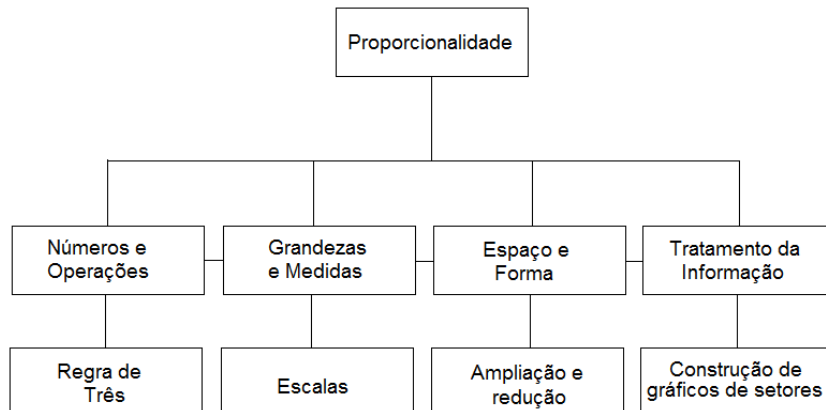 Proporcionalidade
Números e
Operações
Grandezas
e Medidas
Espaço e
Forma
Tratamento da
Informação
Regra de
Três
Escalas
Ampliação e
redução
Construção de
gráficos de setores